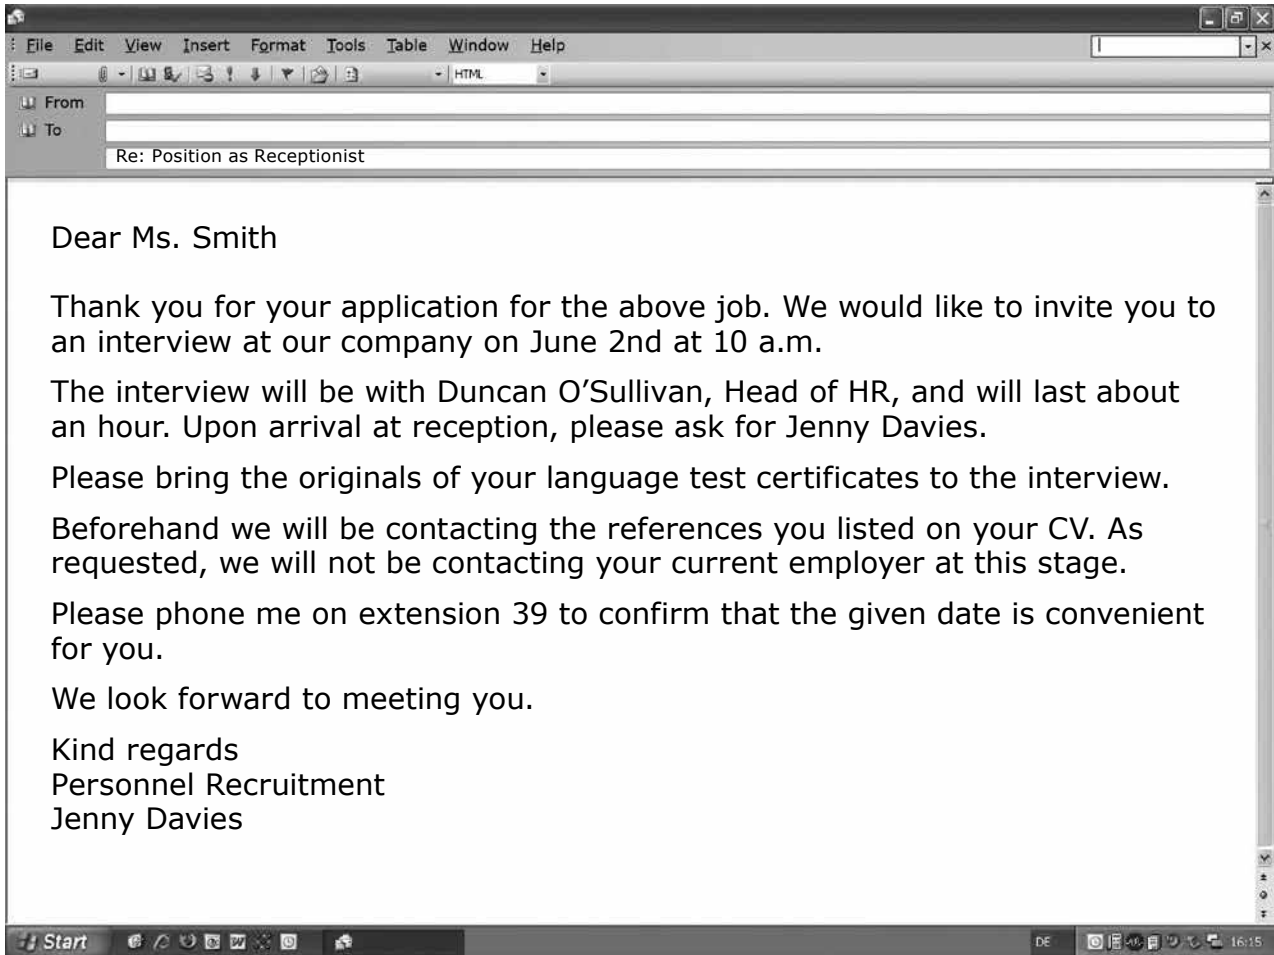 File Edit View Insert Format Tools Table Window Help
HTML
From
To
Re: Position as Receptionist
Dear Ms. Smith
Thank you for your application for the above job. We would like to invite you to
an interview at our company on June 2nd at 10 a.m.
The interview will be with Duncan O’Sullivan, Head of HR, and will last about
an hour. Upon arrival at reception, please ask for Jenny Davies.
Please bring the originals of your language test certificates to the interview.
Beforehand we will be contacting the references you listed on your CV. As
requested, we will not be contacting your current employer at this stage.
Please phone me on extension 39 to confirm that the given date is convenient
for you.
We look forward to meeting you.
Kind regards
Personnel Recruitment
Jenny Davies
Start DE 16:15